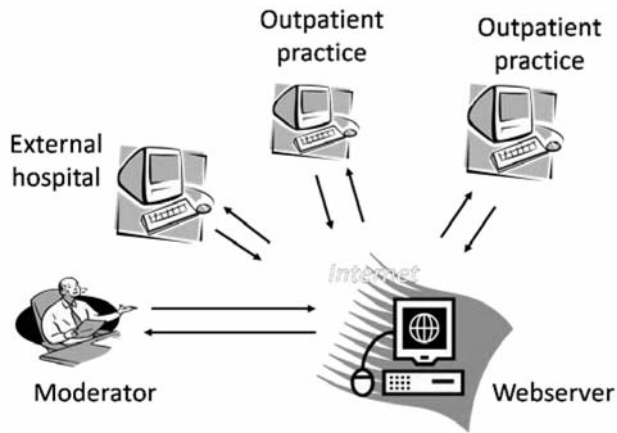 Outpatient
practice
Outpatient
practice
External
hospital
Internet
Moderator
Webserver